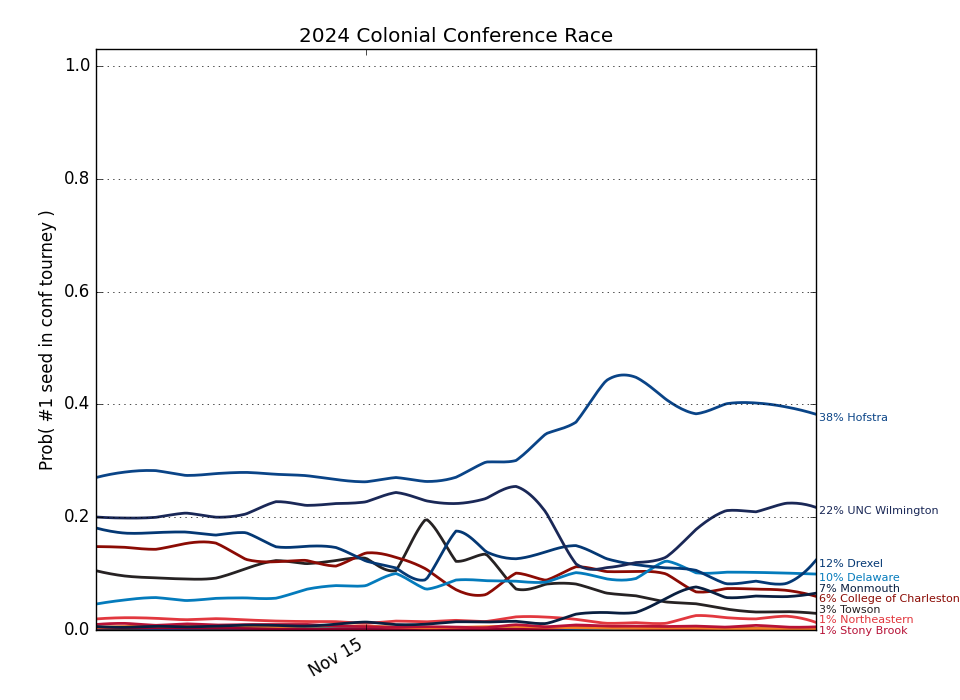 2024 Colonial Conference Race
Prob( #1 seed in conf tourney )
1.0
0.8
0.6
0.4
0.2
0.0
Nov 15
38% Hofstra
22% UNC Wilmington
12% Drexel
10% Delaware
7% Monmouth
6% College of Charleston
3% Towson
1% Northeastern
1% Stony Brook